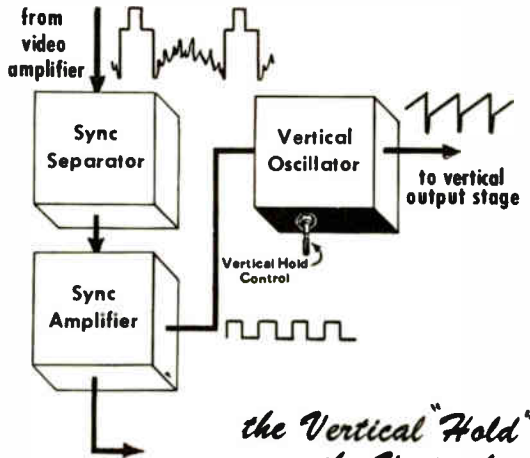 from
video
amplifier
Sync
Separator
Vertical
Oscillator
to vertical
output stage
Vertical Hold
Control
Sync
Amplifier
the Vertical "Hold"